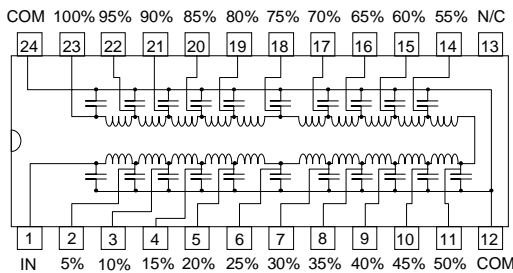 COM 100% 95% 90% 85% 80% 75% 70% 65% 60% 55% N/C
24 23 22 21 20 19 18 17 16 15 14 13
1 2 3 4 5 6 7 8 9 10 11 12
IN 5% 10% 15% 20% 25% 30% 35% 40% 45% 50% COM